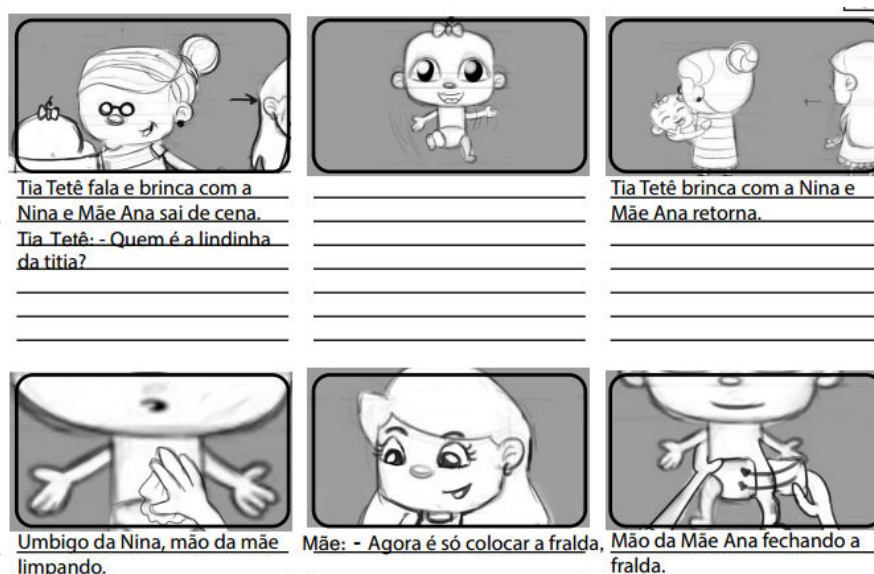 Tia Tetê fala e brinca com a
Nina e Mãe Ana sai de cena.
Tia Tetê: - Quem é a lindinha
da titia?
Tia Tetê brinca com a Nina e
Mãe Ana retorna.
Umbigo da Nina, mão da mãe
limpando.
Mãe: - Agora é só colocar a fralda,
Mão da Mãe Ana fechando a
fralda.